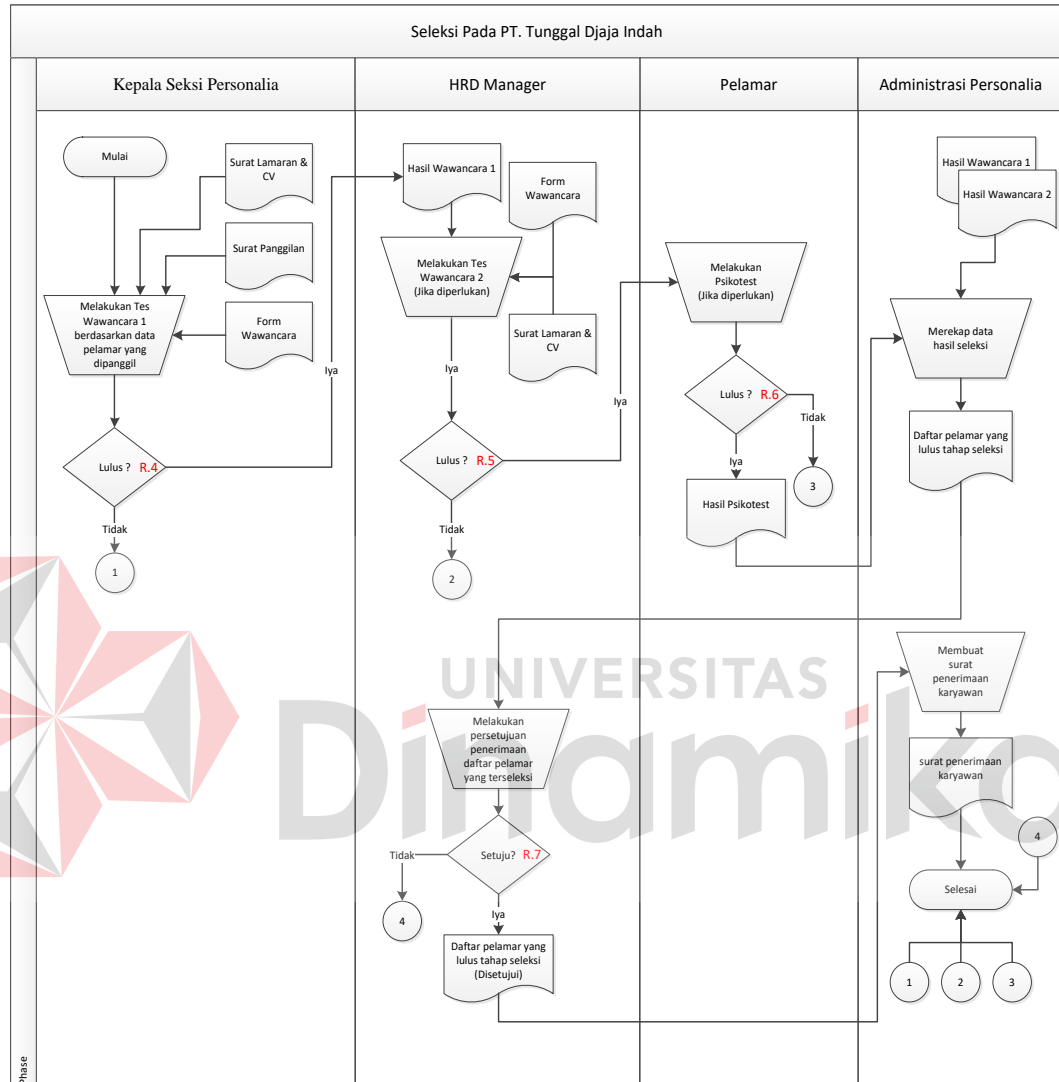 Seleksi Pada PT. Tunggal Djaja Indah
Kepala Seksi Personalia
HRD Manager
Pelamar
Administrasi Personalia
Mulai
Surat Lamaran &
CV
Surat Panggilan
Form
Wawancara
Melakukan Tes
Wawancara 1
berdasarkan data
pelamar yang
dipanggil
Lulus ? R.4
Iya
Tidak
1
Hasil Wawancara 1
Form
Wawancara
Melakukan Tes
Wawancara 2
(Jika diperlukan)
Surat Lamaran
& CV
Iya
Lulus ? R.5
Iya
Tidak
2
Melakukan
Psikotest
(Jika diperlukan)
Lulus ? R.6
Tidak
3
Iya
Hasil Psikotest
Hasil Wawancara 1
Hasil Wawancara 2
Merekap data
hasil seleksi
Daftar pelamar yang
lulus tahap seleksi
Melakukan
persetujuan
penerimaan
daftar pelamar
yang terseleksi
Setuju? R.7
Tidak
4
Iya
Daftar pelamar yang
lulus tahap seleksi
(Disetujui)
Membuat
surat
penerimaan
karyawan
surat penerimaan
karyawan
4
Selesai
1
2
3
Phase
UNIVERSITAS
Dinamika